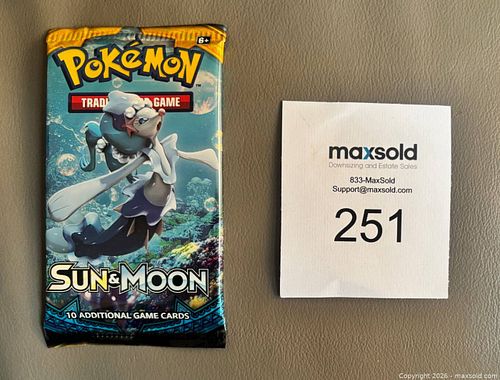 6+
POKéMON
TRADING CARD GAME
SUN & MOON
10 ADDITIONAL GAME CARDS
maxsold
Downsizing and Estate Sales
833-MaxSold
Support@maxsold.com
251
Copyright 2026 - maxsold.com